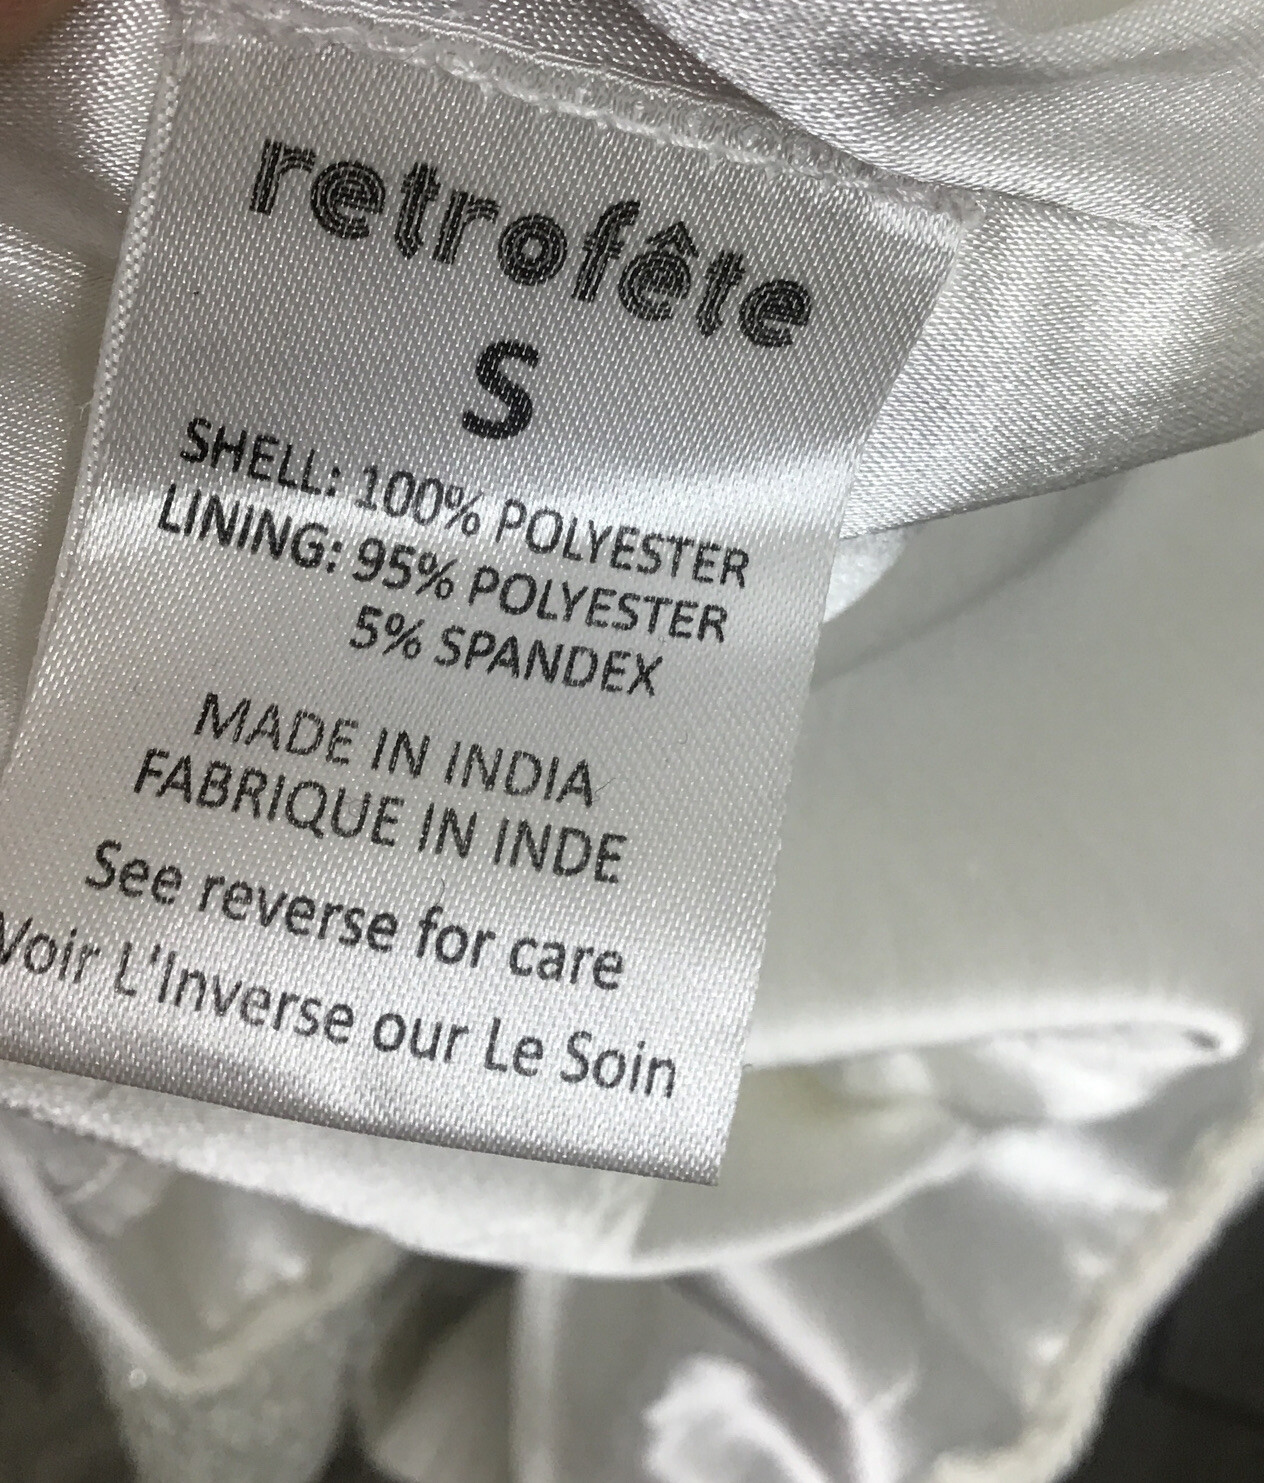 retrofête
S
SHELL: 100% POLYESTER
LINING: 95% POLYESTER
5% SPANDEX
MADE IN INDIA
FABRIQUE IN INDE
See reverse for care
Voir L'Inverse our Le Soin